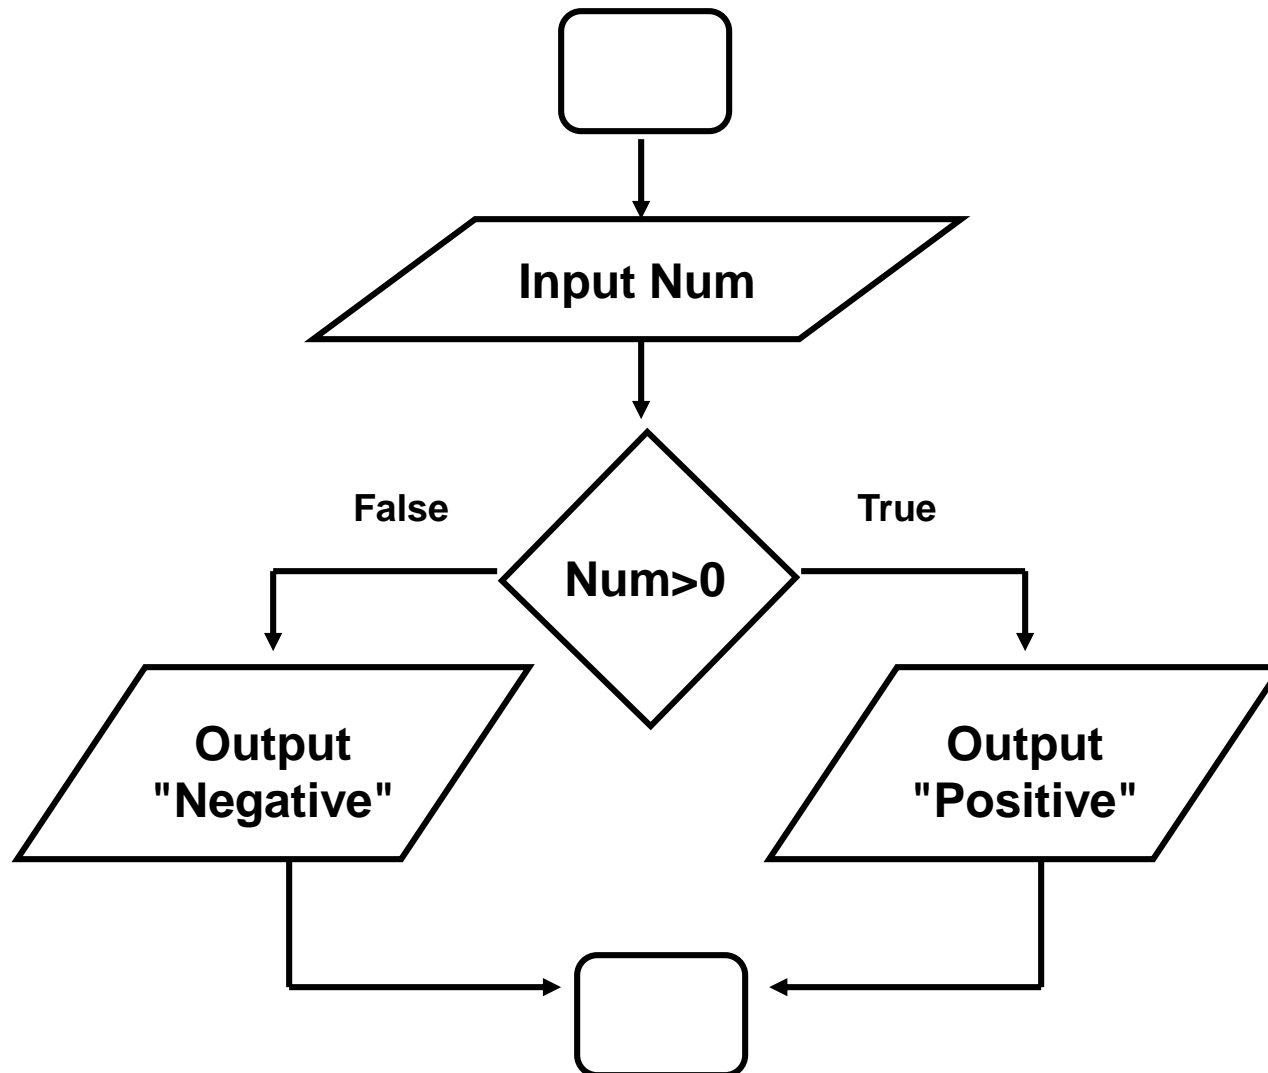 Input Num
False
True
Num>0
Output
"Negative"
Output
"Positive"